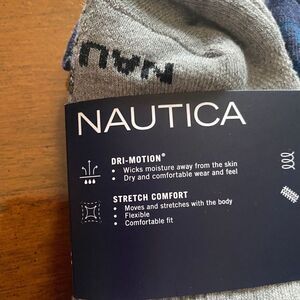 NAU
NAUTICA
DRI-MOTION®
• Wicks moisture away from the skin
• Dry and comfortable wear and feel
STRETCH COMFORT
• Moves and stretches with the body
• Flexible
• Comfortable fit